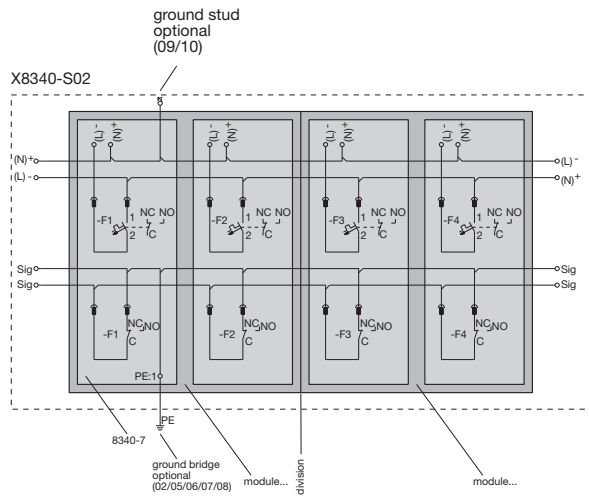 ground stud
optional
(09/10)
X8340-S02
(L) - (N) +
(L) - (N) +
(L) - (N) +
(L) - (N) +
(N)+
(L) -
(L) -
(N)+
-F1 1 2 NC NO C
-F2 1 2 NC NO C
-F3 1 2 NC NO C
-F4 1 2 NC NO C
Sig
Sig
Sig
Sig
-F1 NC NO C
-F2 NC NO C
-F3 NC NO C
-F4 NC NO C
PE:1
PE
8340-7
ground bridge
optional
(02/05/06/07/08)
module...
division
module...